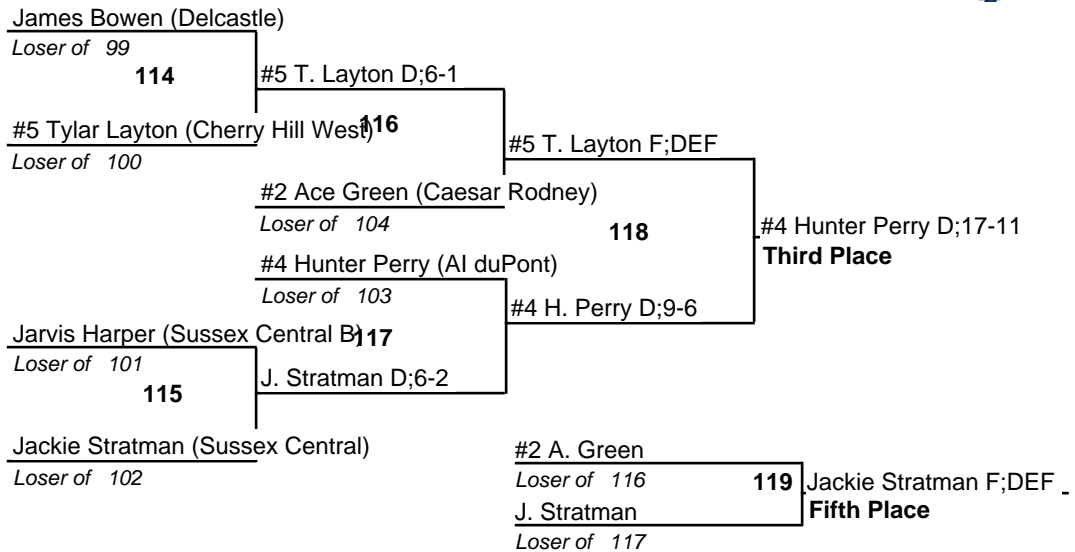 James Bowen (Delcastle)
Loser of 99
114
#5 T. Layton D;6-1
#5 Tylar Layton (Cherry Hill West)
116
Loser of 100
#5 T. Layton F;DEF
#2 Ace Green (Caesar Rodney)
Loser of 104
118
#4 Hunter Perry D;17-11
Third Place
#4 Hunter Perry (AI duPont)
Loser of 103
#4 H. Perry D;9-6
Jarvis Harper (Sussex Central B)
117
Loser of 101
115
J. Stratman D;6-2
Jackie Stratman (Sussex Central)
Loser of 102
#2 A. Green
Loser of 116
119
Jackie Stratman F;DEF
Fifth Place
J. Stratman
Loser of 117